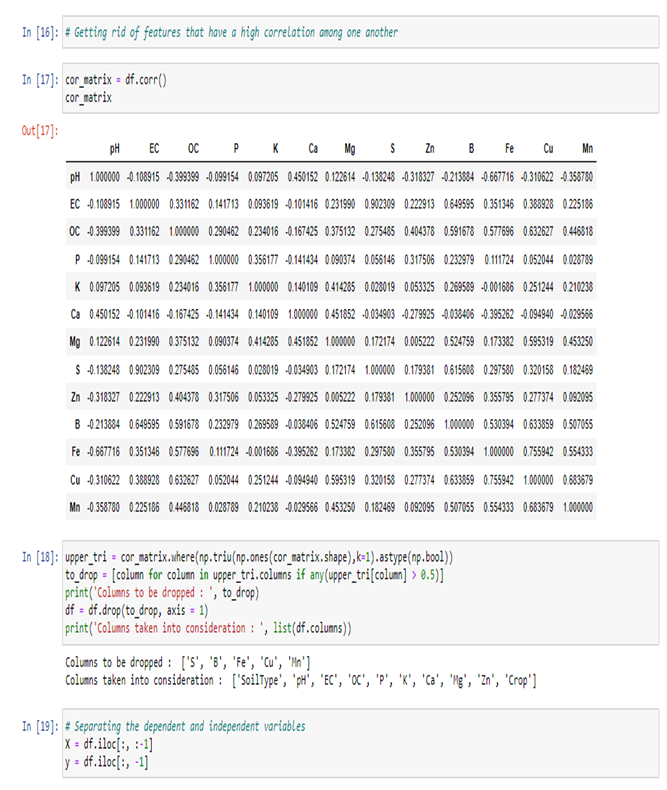 In [16]: # Getting rid of features that have a high correlation among one another
In [17]: cor_matrix = df.corr()
cor_matrix
Out[17]:
pH EC OC P K Ca Mg S Zn B Fe Cu Mn
pH 1.000000 -0.108915 -0.399399 -0.099154 0.097205 0.450152 0.122614 -0.138248 -0.318327 -0.213884 -0.667716 -0.310622 -0.358780
EC -0.108915 1.000000 0.331162 0.141713 0.093619 -0.101416 0.231990 0.902309 0.222913 0.649595 0.351346 0.388928 0.225186
OC -0.399399 0.331162 1.000000 0.290462 0.234016 -0.167425 0.375132 0.275485 0.404378 0.591678 0.577696 0.632627 0.446818
P -0.099154 0.141713 0.290462 1.000000 0.356177 -0.141434 0.090374 0.056146 0.317506 0.232979 0.111724 0.052044 0.028789
K 0.097205 0.093619 0.234016 0.356177 1.000000 0.140109 0.414285 0.028019 0.053325 0.269589 -0.001686 0.251244 0.210238
Ca 0.450152 -0.101416 -0.167425 -0.141434 0.140109 1.000000 0.451852 -0.034903 -0.279925 -0.038406 -0.395262 -0.094940 -0.029566
Mg 0.122614 0.231990 0.375132 0.090374 0.414285 0.451852 1.000000 0.172174 0.005222 0.524759 0.173382 0.595319 0.453250
S -0.138248 0.902309 0.275485 0.056146 0.028019 -0.034903 0.172174 1.000000 0.179381 0.615608 0.297580 0.320158 0.182469
Zn -0.318327 0.222913 0.404378 0.317506 0.053325 -0.279925 0.005222 0.179381 1.000000 0.252096 0.355795 0.277374 0.092095
B -0.213884 0.649595 0.591678 0.232979 0.269589 -0.038406 0.524759 0.615608 0.252096 1.000000 0.530394 0.633859 0.507055
Fe -0.667716 0.351346 0.577696 0.111724 -0.001686 -0.395262 0.173382 0.297580 0.355795 0.530394 1.000000 0.755942 0.554333
Cu -0.310622 0.388928 0.632627 0.052044 0.251244 -0.094940 0.595319 0.320158 0.277374 0.633859 0.755942 1.000000 0.683679
Mn -0.358780 0.225186 0.446818 0.028789 0.210238 -0.029566 0.453250 0.182469 0.092095 0.507055 0.554333 0.683679 1.000000
In [18]: upper_tri = cor_matrix.where(np.triu(np.ones(cor_matrix.shape),k=1).astype(np.bool))
to_drop = [column for column in upper_tri.columns if any(upper_tri[column] > 0.5)]
print('Columns to be dropped : ', to_drop)
df = df.drop(to_drop, axis = 1)
print('Columns taken into consideration : ', list(df.columns))
Columns to be dropped :  ['S', 'B', 'Fe', 'Cu', 'Mn']
Columns taken into consideration :  ['SoilType', 'pH', 'EC', 'OC', 'P', 'K', 'Ca', 'Mg', 'Zn', 'Crop']
In [19]: # Separating the dependent and independent variables
X = df.iloc[:, :-1]
y = df.iloc[:, -1]